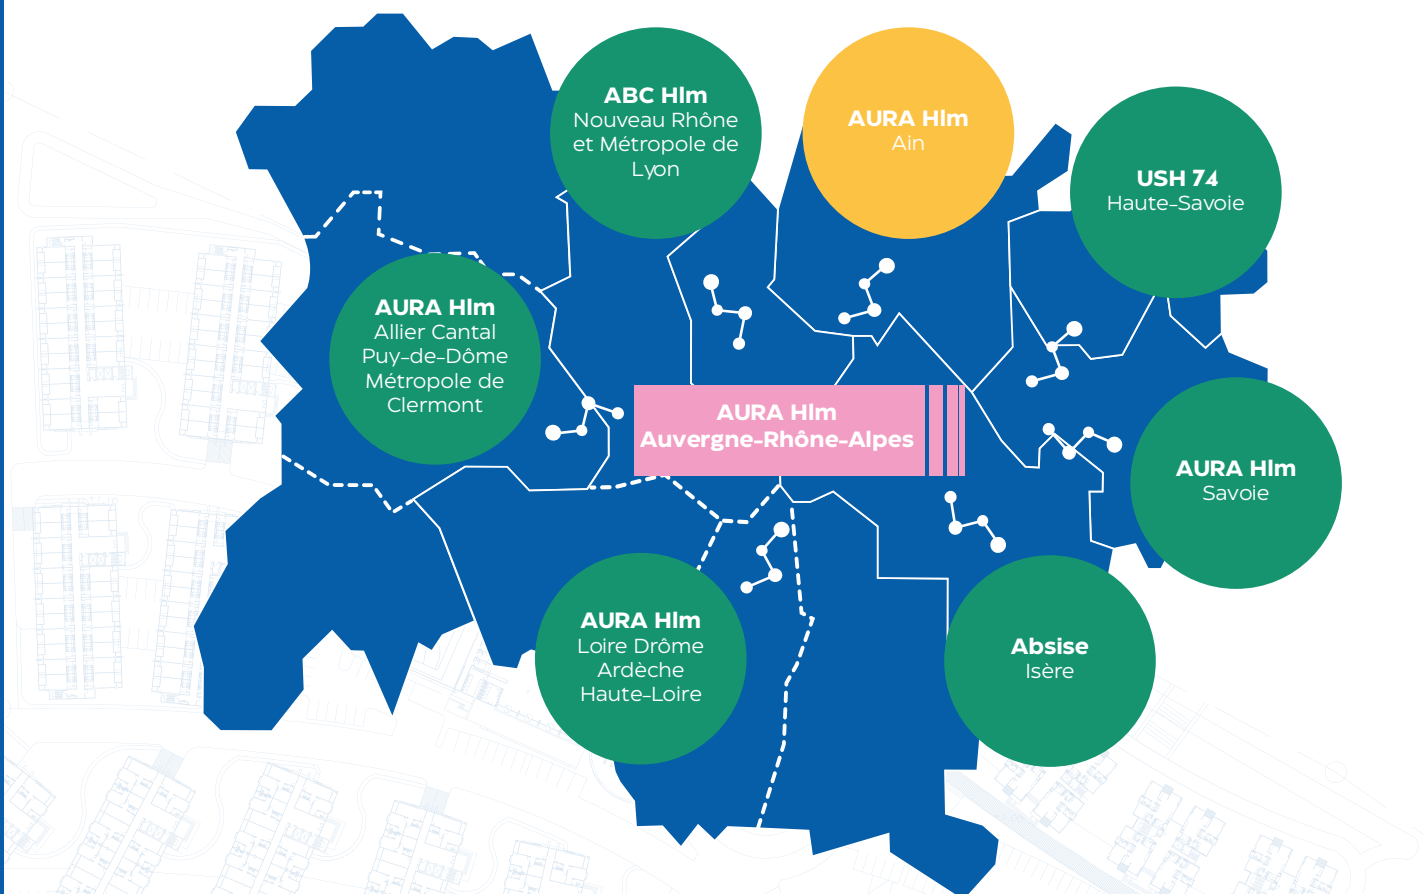 ABC Hlm
Nouveau Rhône
et Métropole de
Lyon
AURA Hlm
Ain
USH 74
Haute-Savoie
AURA Hlm
Allier Cantal
Puy-de-Dôme
Métropole de
Clermont
AURA Hlm
Auvergne-Rhône-Alpes
AURA Hlm
Savoie
AURA Hlm
Loire Drôme
Ardèche
Haute-Loire
Absise
Isère